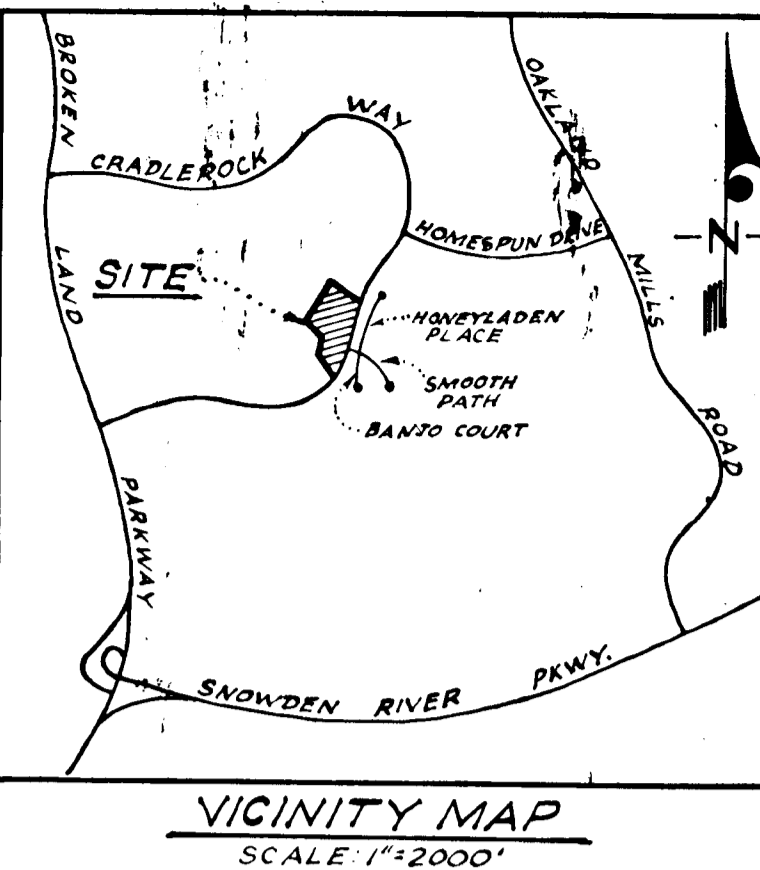 BROKEN
LAND
PARKWAY
CRADLEROCK
WAY
OAKLAND
MILLS
ROAD
HOMESPUN DRIVE
N
SITE
HONEYLADEN
PLACE
SMOOTH
PATH
BANJO COURT
SNOWDEN RIVER PKWY.
VICINITY MAP
SCALE: 1"=2000'